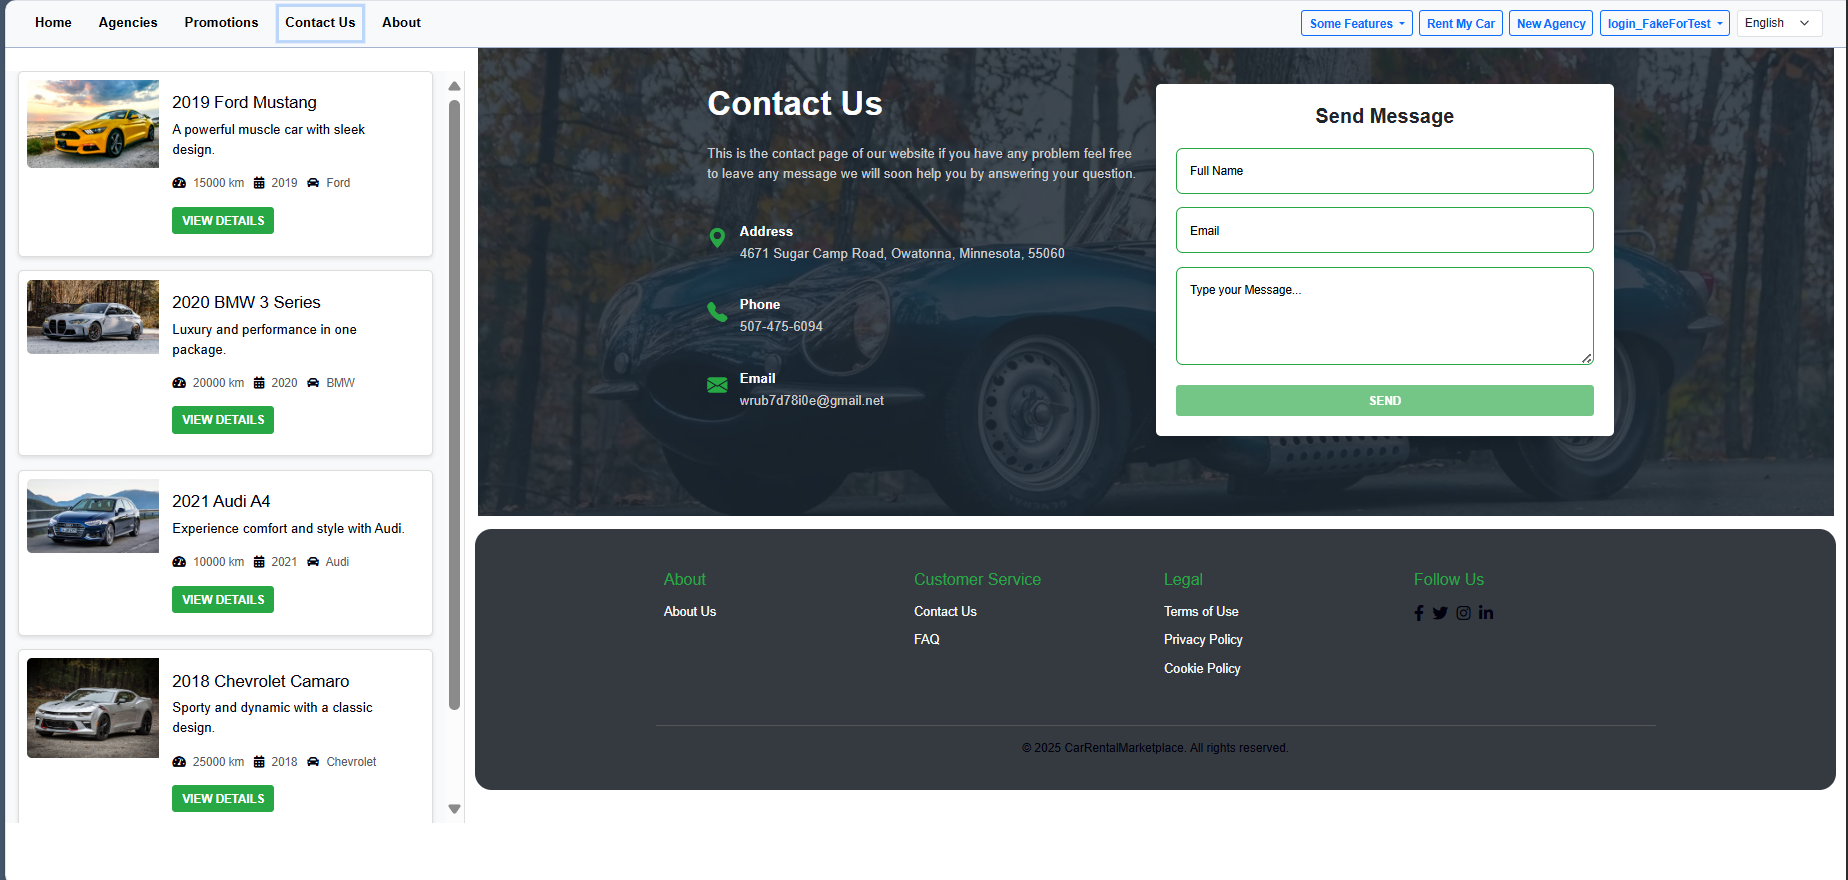 Home
Agencies
Promotions
Contact Us
About
Some Features
Rent My Car
New Agency
login_FakeForTest
English
2019 Ford Mustang
A powerful muscle car with sleek
design.
15000 km 2019 Ford
VIEW DETAILS
2020 BMW 3 Series
Luxury and performance in one
package.
20000 km 2020 BMW
VIEW DETAILS
2021 Audi A4
Experience comfort and style with Audi.
10000 km 2021 Audi
VIEW DETAILS
2018 Chevrolet Camaro
Sporty and dynamic with a classic
design.
25000 km 2018 Chevrolet
VIEW DETAILS
Contact Us
This is the contact page of our website if you have any problem feel free
to leave any message we will soon help you by answering your question.
Address
4671 Sugar Camp Road, Owatonna, Minnesota, 55060
Phone
507-475-6094
Email
wrub7d78i0e@gmail.net
Send Message
Full Name
Email
Type your Message...
SEND
About
About Us
Customer Service
Contact Us
FAQ
Legal
Terms of Use
Privacy Policy
Cookie Policy
Follow Us
© 2025 CarRentalMarketplace. All rights reserved.